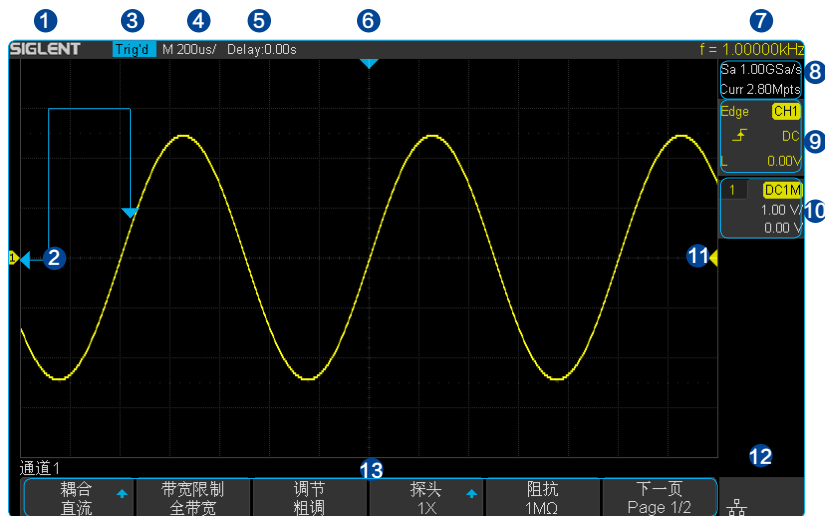 1 3 4 5 6 7
SIGLENT Trig'd M 200us/ Delay:0.00s f = 1.00000kHz
Sa 1.00GSa/s
Curr 2.80Mpts
8
Edge CH1
DC
9
L 0.00V
1 DC1M
1.00 V/
10
0.00 V
1
2
11
12
通道1
13
耦合 带宽限制 调节 探头 阻抗 下一页
直流 全带宽 粗调 1X 1MΩ Page 1/2